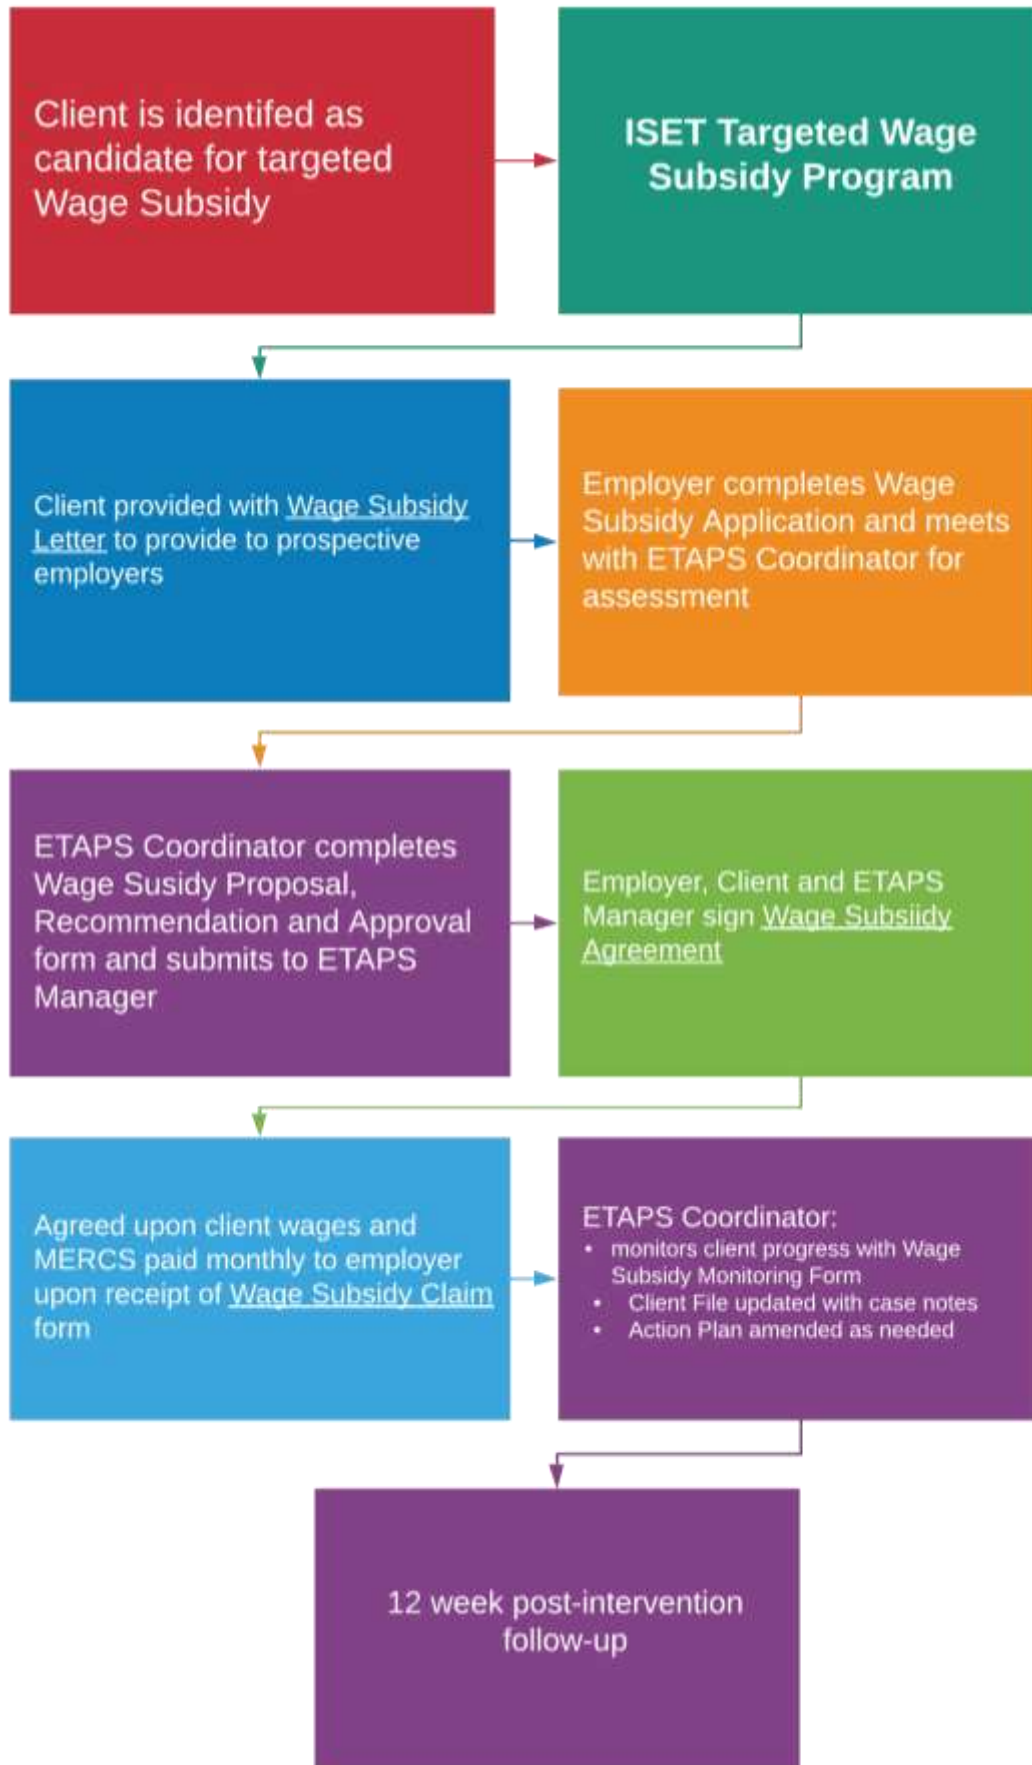 Client is identifed as
candidate for targeted
Wage Subsidy
ISET Targeted Wage
Subsidy Program
Client provided with Wage Subsidy
Letter to provide to prospective
employers
Employer completes Wage
Subsidy Application and meets
with ETAPS Coordinator for
assessment
ETAPS Coordinator completes
Wage Susidy Proposal,
Recommendation and Approval
form and submits to ETAPS
Manager
Employer, Client and ETAPS
Manager sign Wage Subsiidy
Agreement
Agreed upon client wages and
MERCS paid monthly to employer
upon receipt of Wage Subsidy Claim
form
ETAPS Coordinator:
• monitors client progress with Wage
Subsidy Monitoring Form
• Client File updated with case notes
• Action Plan amended as needed
12 week post-intervention
follow-up